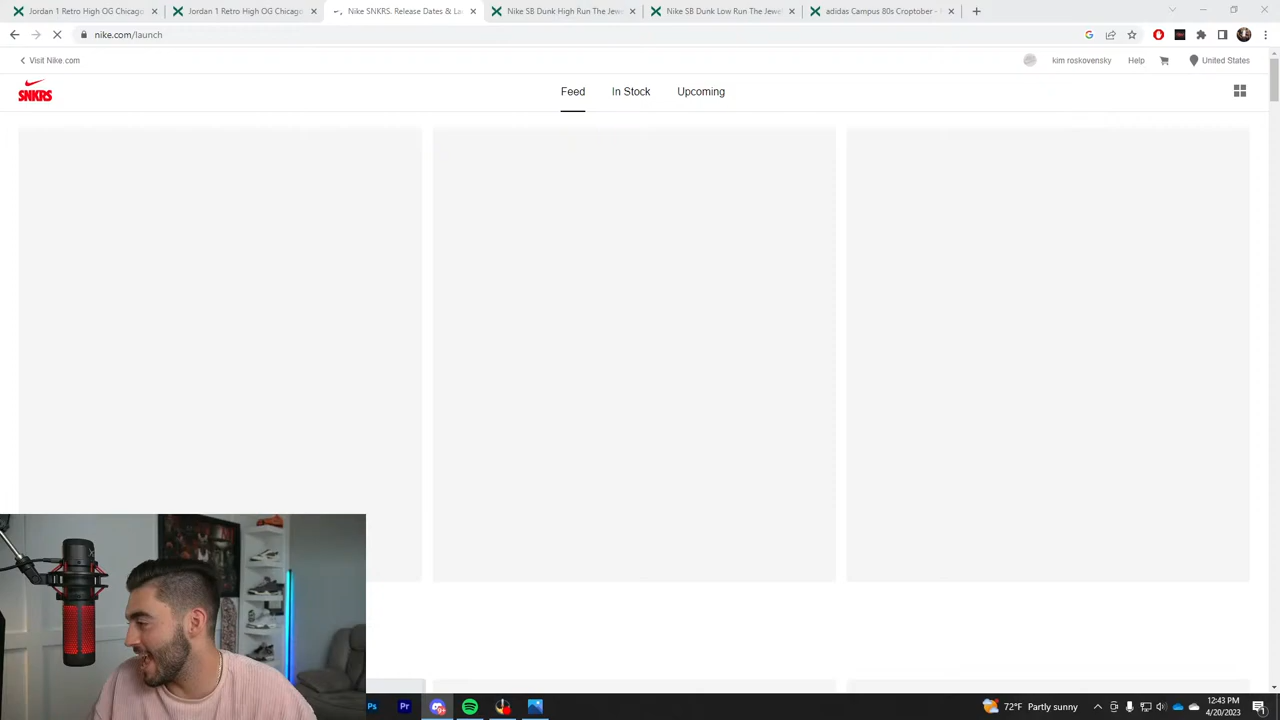 Jordan 1 Retro High OG Chicago
Jordan 1 Retro High OG Chicago
Nike SNKRS. Release Dates & La
Nike SB Dunk High Run The Jew
Nike SB Dunk Low Run The Jewe
adidas Campus 80s Croptober -
nike.com/launch
Visit Nike.com
kim roskovensky
Help
United States
SNKRS
Feed
In Stock
Upcoming
Ps
Pr
72°F Partly sunny
12:43 PM
4/20/2023